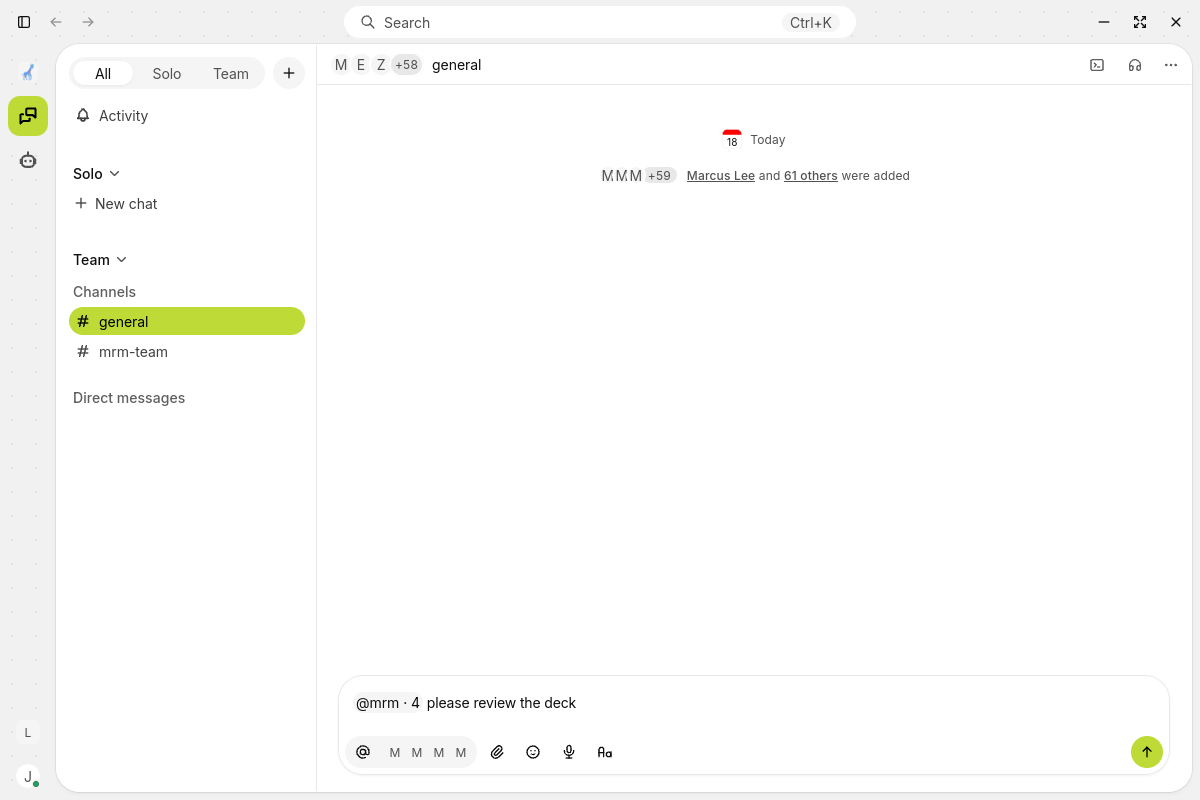 Search Ctrl+K
All Solo Team
Activity
Solo
New chat
Team
Channels
# general
# mrm-team
Direct messages
L
J
M E Z +58 general
18 Today
M M M +59 Marcus Lee and 61 others were added
@mrm · 4 please review the deck
@ M M M M Aa